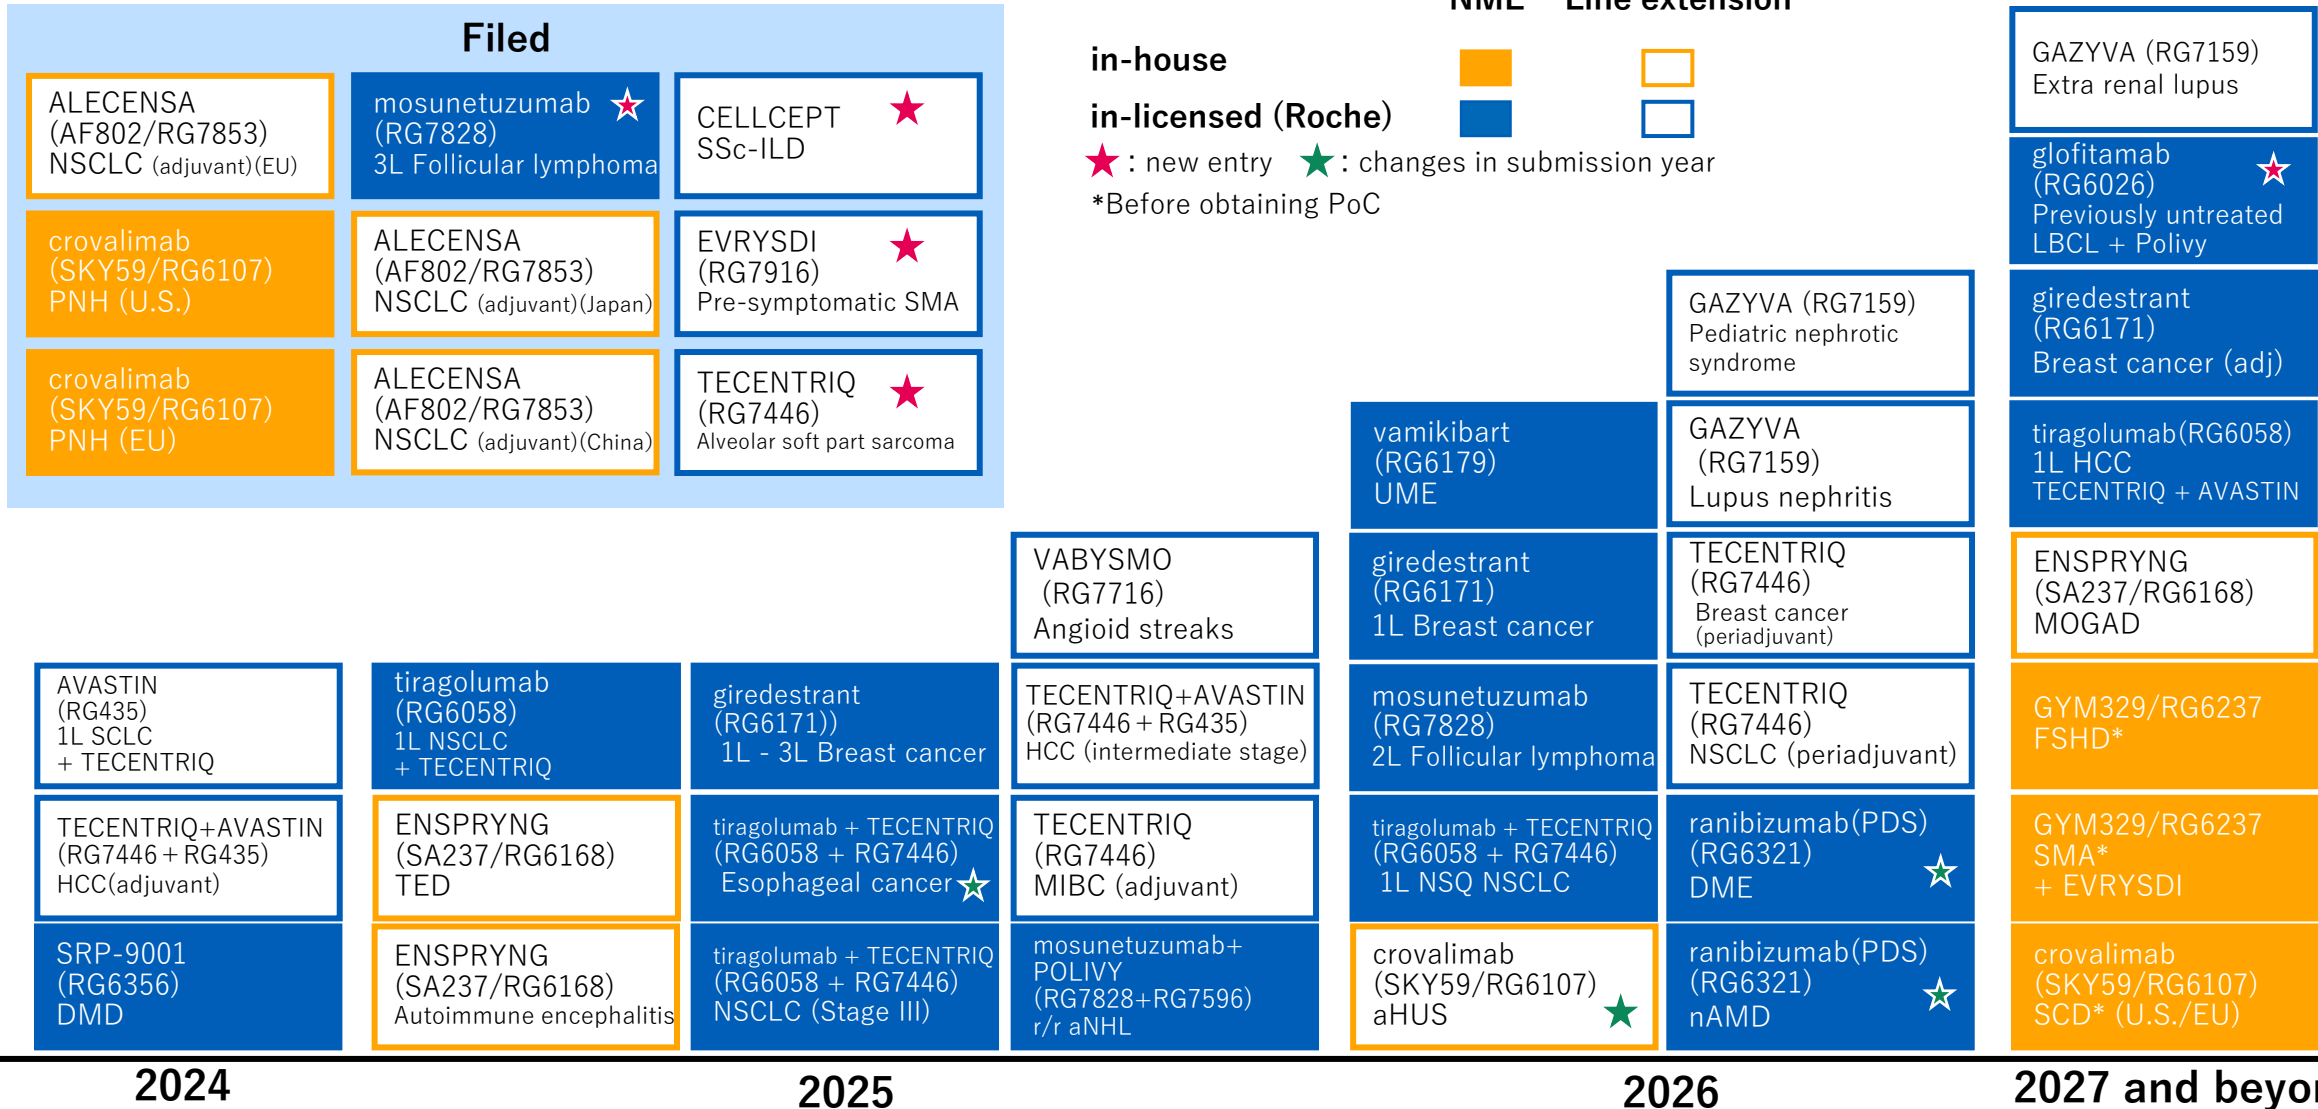 Filed
ALECENSA
(AF802/RG7853)
NSCLC (adjuvant)(EU)
mosunetuzumab
(RG7828)
3L Follicular lymphoma
CELLCEPT
SSc-ILD
crovalimab
(SKY59/RG6107)
PNH (U.S.)
ALECENSA
(AF802/RG7853)
NSCLC (adjuvant)(Japan)
EVRYSDI
(RG7916)
Pre-symptomatic SMA
crovalimab
(SKY59/RG6107)
PNH (EU)
ALECENSA
(AF802/RG7853)
NSCLC (adjuvant)(China)
TECENTRIQ
(RG7446)
Alveolar soft part sarcoma
NME Line extension
in-house
in-licensed (Roche)
: new entry : changes in submission year
*Before obtaining PoC
AVASTIN
(RG435)
1L SCLC
+ TECENTRIQ
TECENTRIQ+AVASTIN
(RG7446+RG435)
HCC(adjuvant)
SRP-9001
(RG6356)
DMD
tiragolumab
(RG6058)
1L NSCLC
+ TECENTRIQ
ENSPRYNG
(SA237/RG6168)
TED
ENSPRYNG
(SA237/RG6168)
Autoimmune encephalitis
giredestrant
(RG6171))
1L - 3L Breast cancer
tiragolumab + TECENTRIQ
(RG6058 + RG7446)
Esophageal cancer
tiragolumab + TECENTRIQ
(RG6058 + RG7446)
NSCLC (Stage III)
VABYSMO
(RG7716)
Angioid streaks
TECENTRIQ+AVASTIN
(RG7446+RG435)
HCC (intermediate stage)
TECENTRIQ
(RG7446)
MIBC (adjuvant)
mosunetuzumab+
POLIVY
(RG7828+RG7596)
r/r aNHL
vamikibart
(RG6179)
UME
giredestrant
(RG6171)
1L Breast cancer
mosunetuzumab
(RG7828)
2L Follicular lymphoma
tiragolumab + TECENTRIQ
(RG6058 + RG7446)
1L NSQ NSCLC
crovalimab
(SKY59/RG6107)
aHUS
GAZYVA (RG7159)
Pediatric nephrotic
syndrome
GAZYVA
(RG7159)
Lupus nephritis
TECENTRIQ
(RG7446)
Breast cancer
(periadjuvant)
TECENTRIQ
(RG7446)
NSCLC (periadjuvant)
ranibizumab(PDS)
(RG6321)
DME
ranibizumab(PDS)
(RG6321)
nAMD
GAZYVA (RG7159)
Extra renal lupus
glofitamab
(RG6026)
Previously untreated
LBCL + Polivy
giredestrant
(RG6171)
Breast cancer (adj)
tiragolumab(RG6058)
1L HCC
TECENTRIQ + AVASTIN
ENSPRYNG
(SA237/RG6168)
MOGAD
GYM329/RG6237
FSHD*
GYM329/RG6237
SMA*
+ EVRYSDI
crovalimab
(SKY59/RG6107)
SCD* (U.S./EU)
2024
2025
2026
2027 and